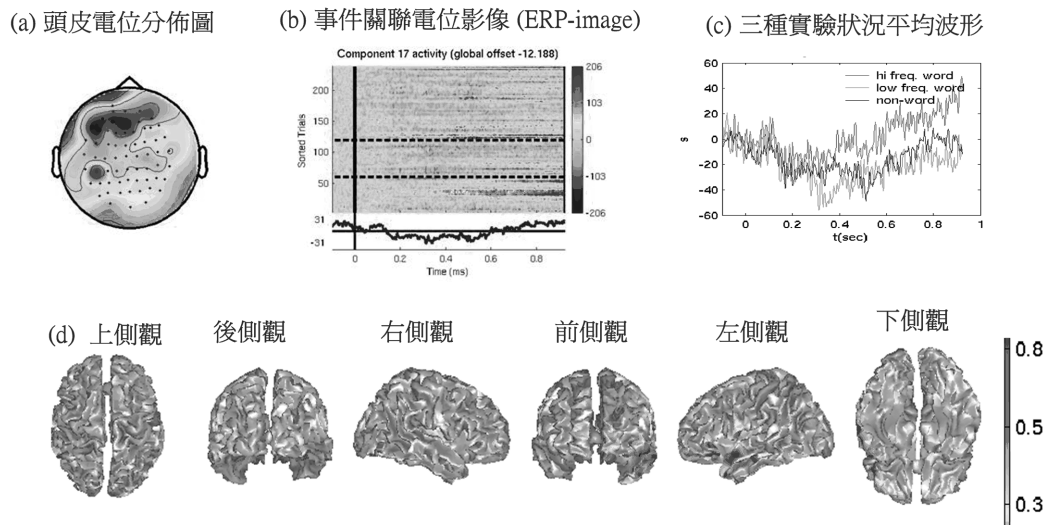 (a) 頭皮電位分佈圖
(b) 事件關聯電位影像 (ERP-image)
Component 17 activity (global offset -12.188)
Sorted Trials
200
150
100
50
206
103
0
-103
-206
31
-31
0
0.2
0.4
0.6
0.8
Time (ms)
(c) 三種實驗狀況平均波形
hi freq. word
low freq. word
non-word
s
60
40
20
0
-20
-40
-60
0
0.2
0.4
0.6
0.8
1
t(sec)
(d) 上側觀
後側觀
右側觀
前側觀
左側觀
下側觀
0.8
0.5
0.3